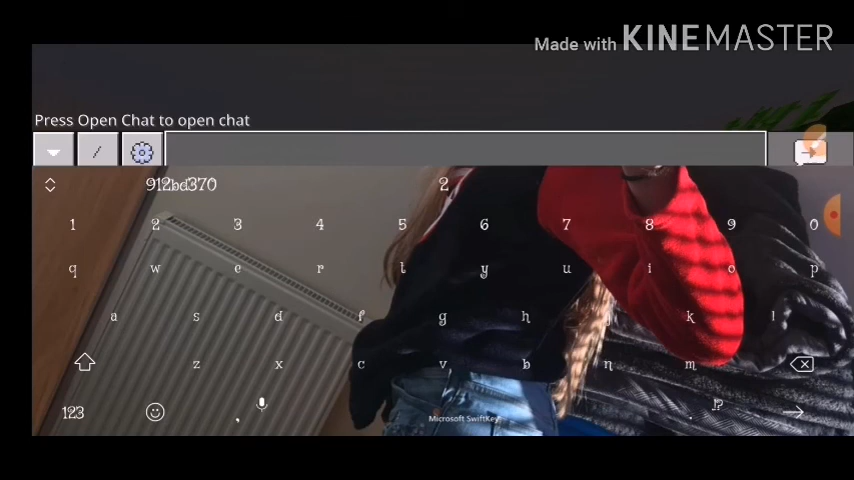 Made with KINEMASTER
Press Open Chat to open chat
/
2
1 2 3 4 5 6 7 8 9 0
q w e r t y u i o p
a s d f g h j k l
z x c v b n m
123 , . !?
Microsoft SwiftKey